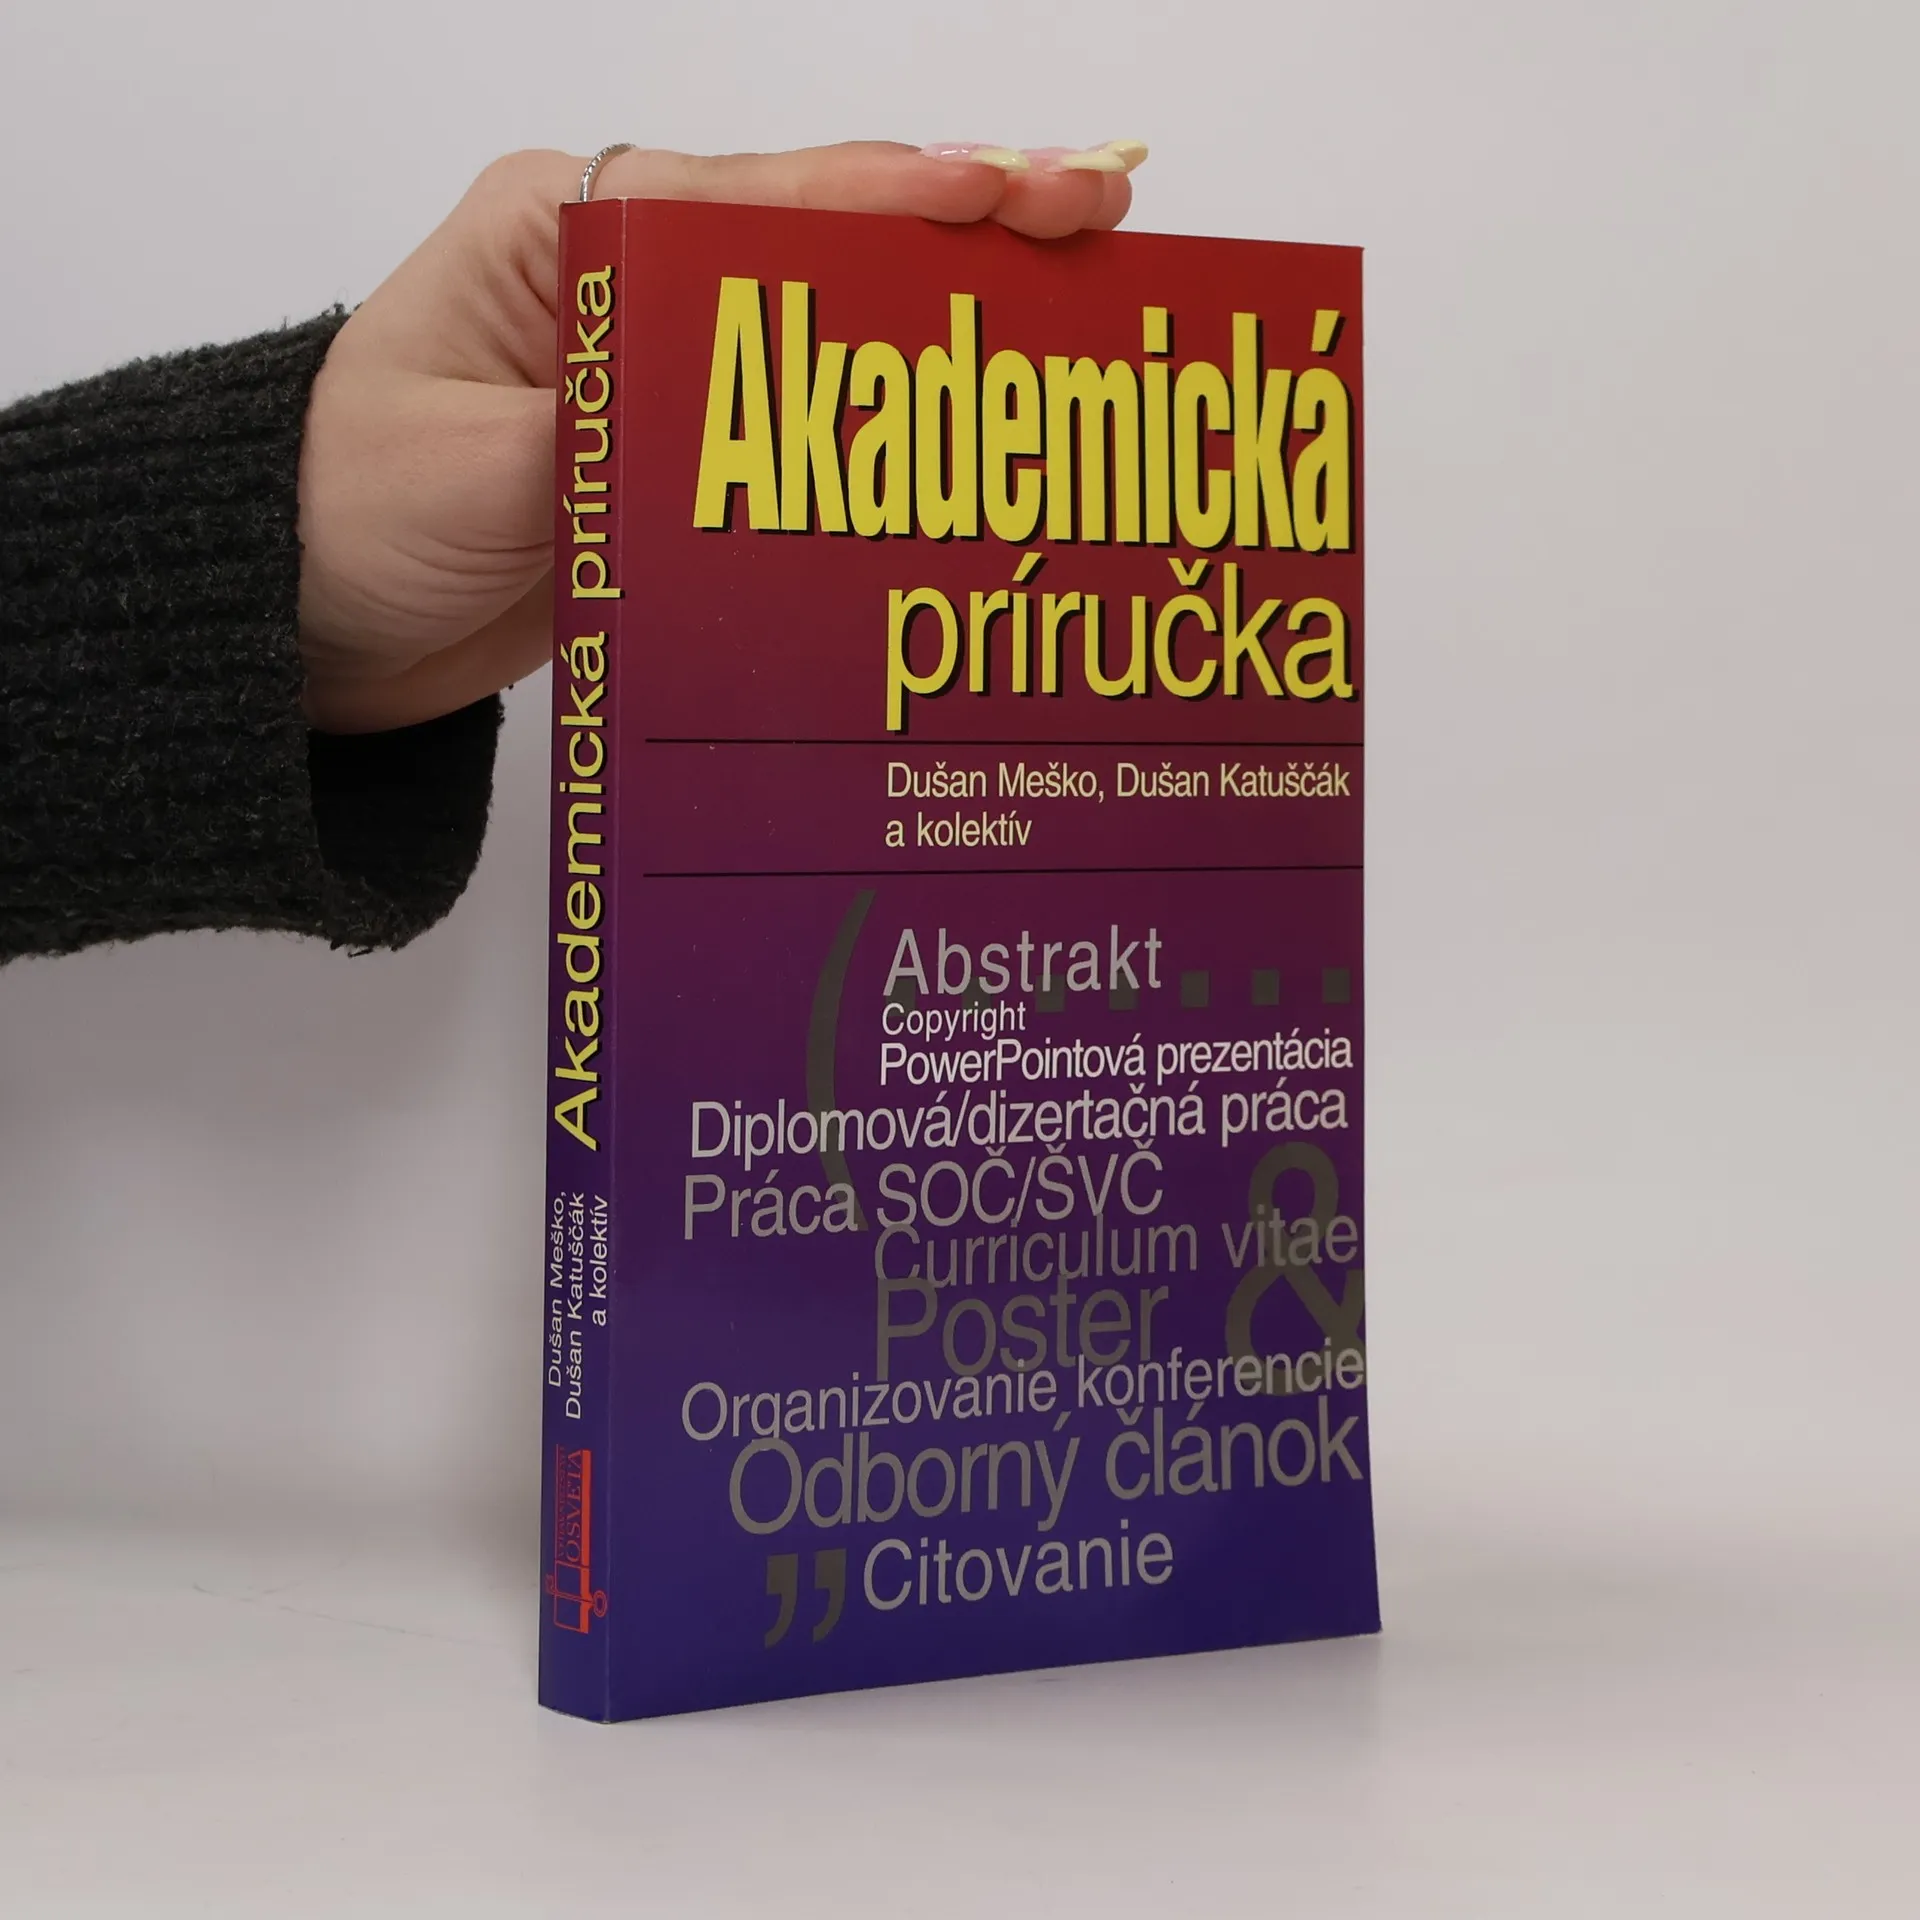 Akademická
príručka
Dušan Meško, Dušan Katuščák
a kolektív
Abstrakt
Copyright
PowerPointová prezentácia
Diplomová/dizertačná práca
Práca SOČ/ŠVČ
Curriculum vitae
&
Poster
Organizovanie konferencie
Odborný článok
„Citovanie
Akademická príručka
Dušan Meško,
Dušan Katuščák
a kolektív
VYDAVATEĽSTVO
OSVETA